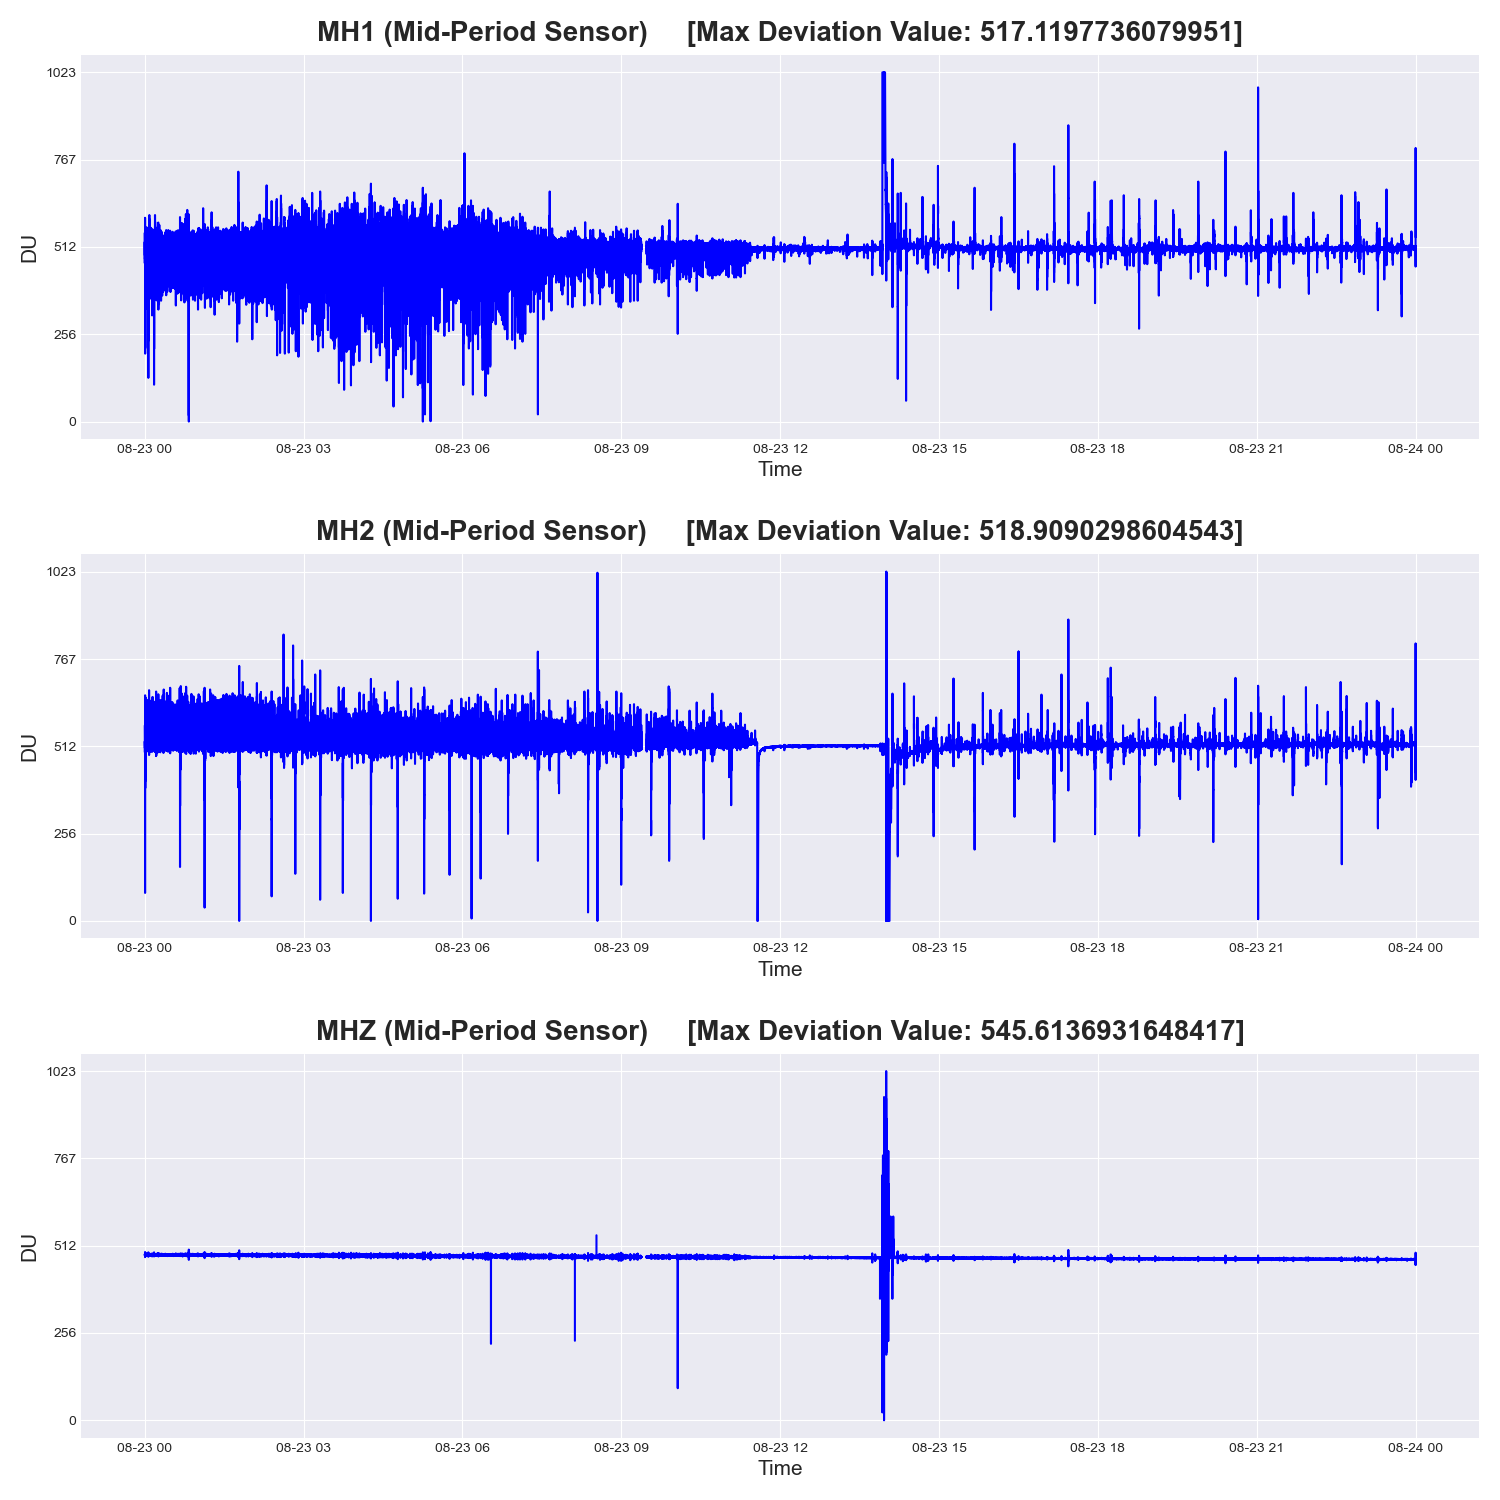 MH1 (Mid-Period Sensor) [Max Deviation Value: 517.1197736079951]
1023
767
512
256
0
DU
08-23 00 08-23 03 08-23 06 08-23 09 08-23 12 08-23 15 08-23 18 08-23 21 08-24 00
Time
MH2 (Mid-Period Sensor) [Max Deviation Value: 518.9090298604543]
1023
767
512
256
0
DU
08-23 00 08-23 03 08-23 06 08-23 09 08-23 12 08-23 15 08-23 18 08-23 21 08-24 00
Time
MHZ (Mid-Period Sensor) [Max Deviation Value: 545.6136931648417]
1023
767
512
256
0
DU
08-23 00 08-23 03 08-23 06 08-23 09 08-23 12 08-23 15 08-23 18 08-23 21 08-24 00
Time